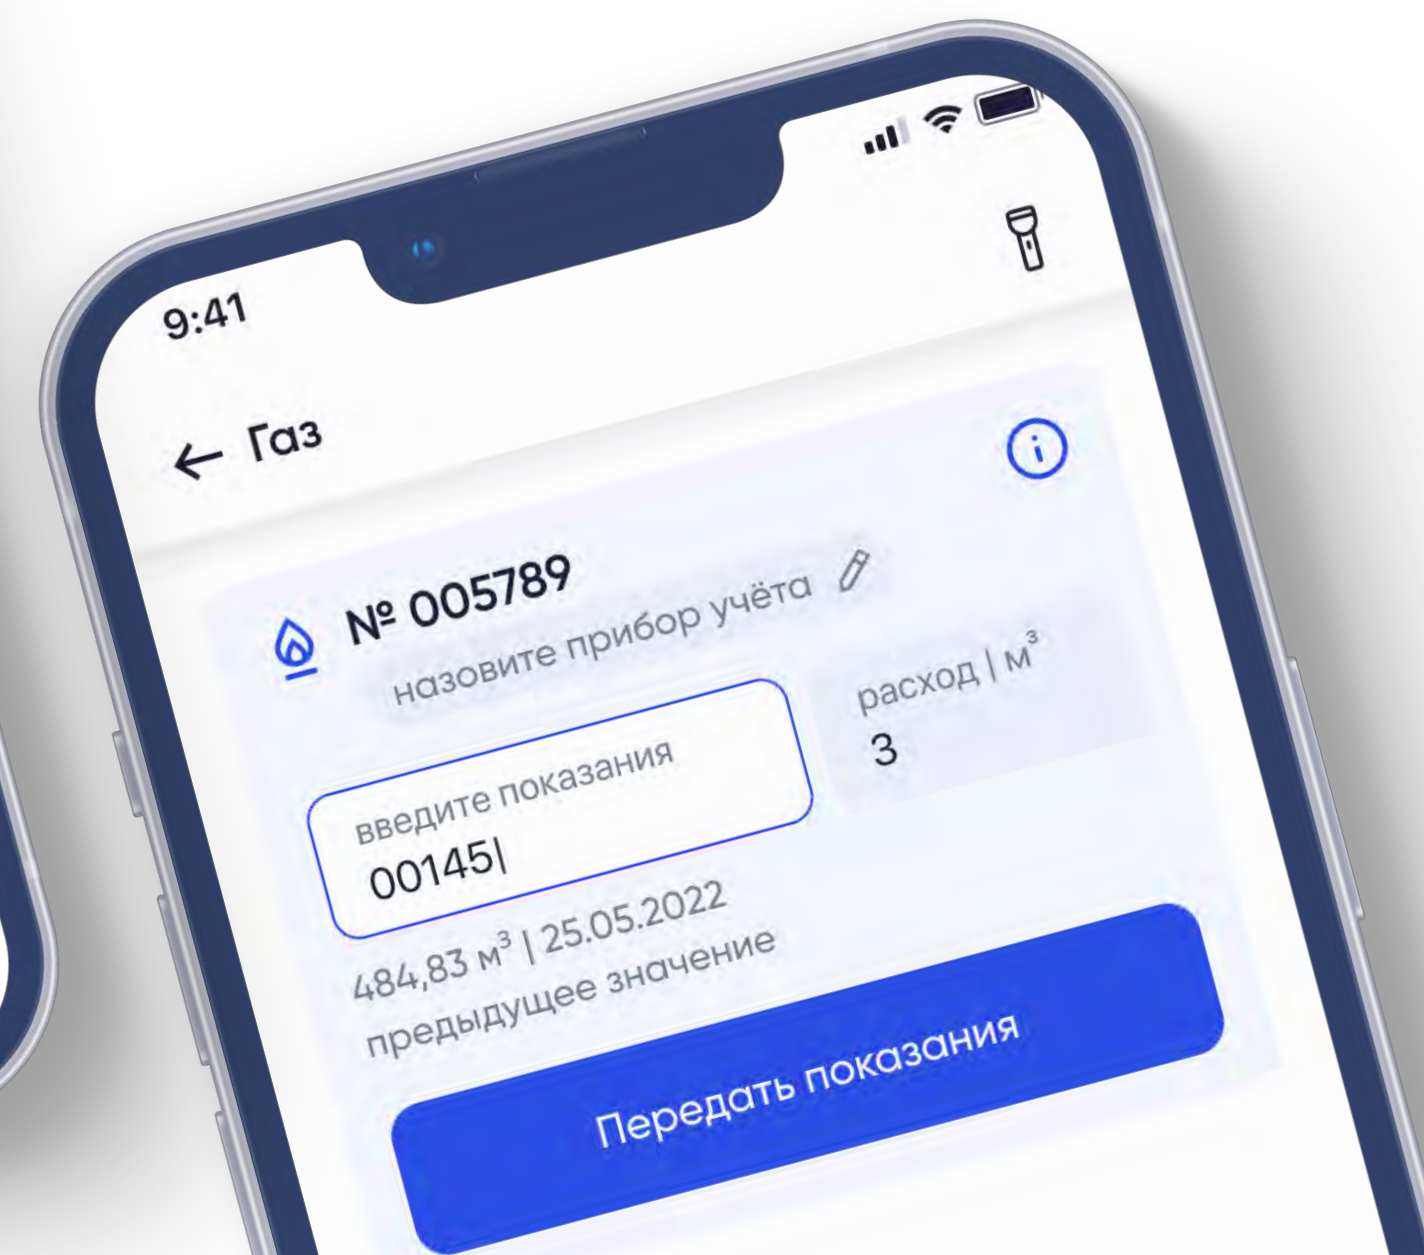 9:41
Газ
№ 005789
назовите прибор учёта
введите показания
00145
расход | м³
3
484,83 м³ | 25.05.2022
предыдущее значение
Передать показания